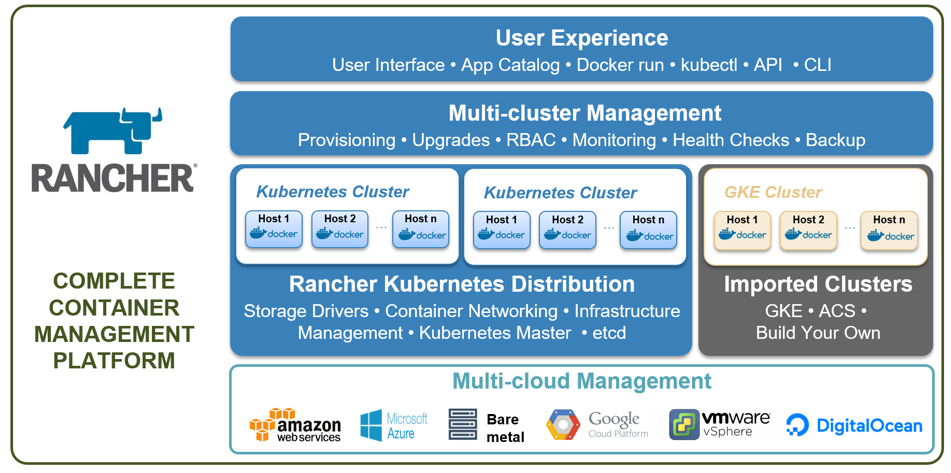 User Experience
User Interface • App Catalog • Docker run • kubectl • API • CLI
Multi-cluster Management
Provisioning • Upgrades • RBAC • Monitoring • Health Checks • Backup
RANCHER®
COMPLETE
CONTAINER
MANAGEMENT
PLATFORM
Kubernetes Cluster
Host 1
docker
Host 2
docker
...
Host n
docker
Kubernetes Cluster
Host 1
docker
Host 2
docker
...
Host n
docker
Rancher Kubernetes Distribution
Storage Drivers • Container Networking • Infrastructure
Management • Kubernetes Master • etcd
GKE Cluster
Host 1
docker
Host 2
docker
...
Host n
docker
Imported Clusters
GKE • ACS •
Build Your Own
Multi-cloud Management
amazon
web services
Microsoft
Azure
Bare
metal
Google
Cloud Platform
vmware®
vSphere
DigitalOcean